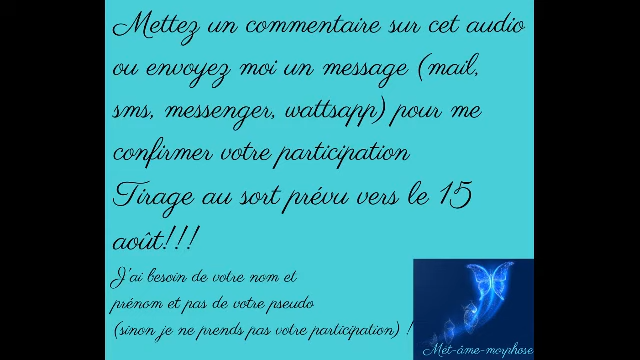 Mettez un commentaire sur cet audio
ou envoyez moi un message (mail,
sms, messenger, wattsapp) pour me
confirmer votre participation
Tirage au sort prévu vers le 15
août!!!
J'ai besoin de votre nom et
prénom et pas de votre pseudo
(sinon je ne prends pas votre participation) !
Met-âme-morphose